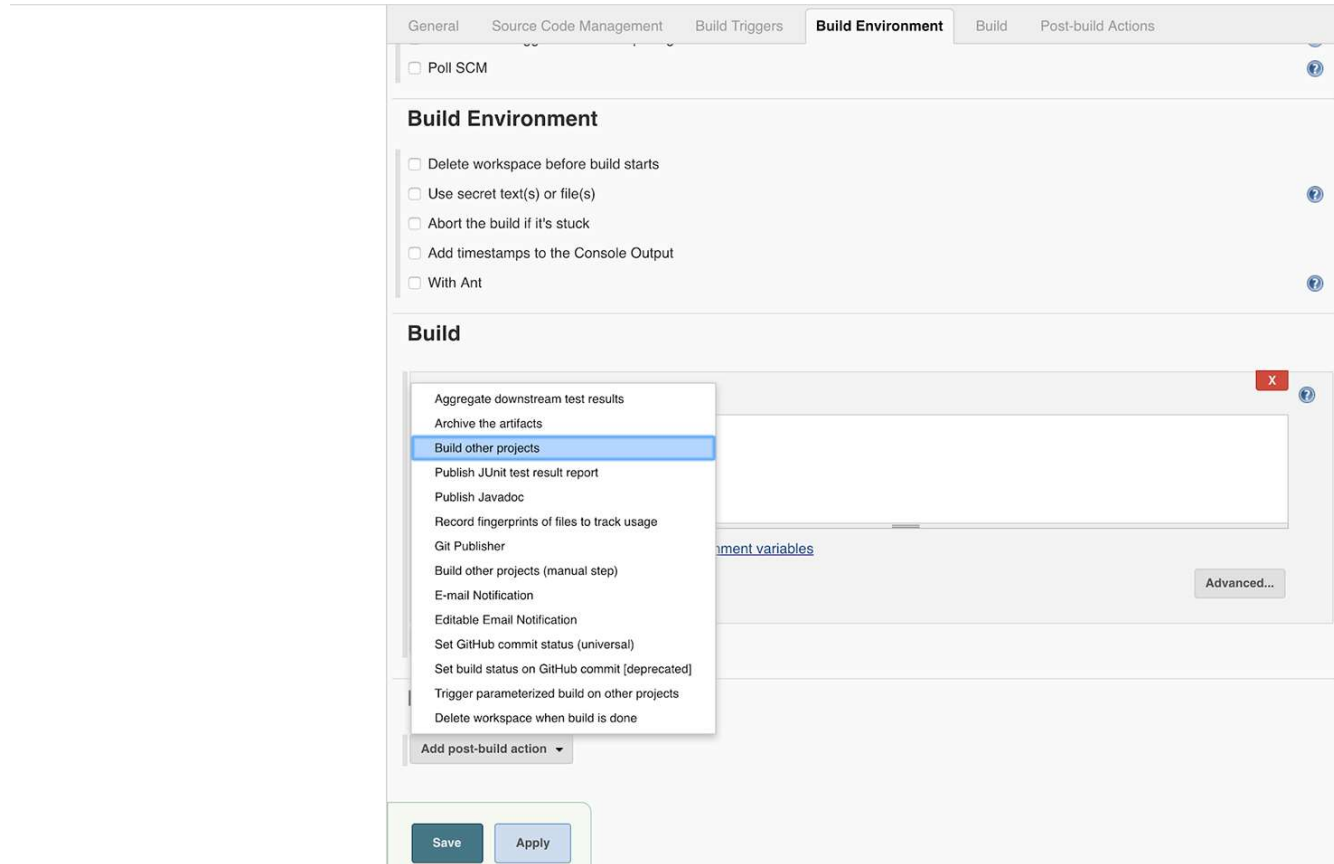 General Source Code Management Build Triggers Build Environment Build Post-build Actions
Poll SCM
Build Environment
Delete workspace before build starts
Use secret text(s) or file(s)
Abort the build if it's stuck
Add timestamps to the Console Output
With Ant
Build
X
Aggregate downstream test results
Archive the artifacts
Build other projects
Publish JUnit test result report
Publish Javadoc
Record fingerprints of files to track usage
Git Publisher
variables
Build other projects (manual step)
Advanced...
E-mail Notification
Editable Email Notification
Set GitHub commit status (universal)
Set build status on GitHub commit [deprecated]
Trigger parameterized build on other projects
Delete workspace when build is done
Add post-build action
Save Apply